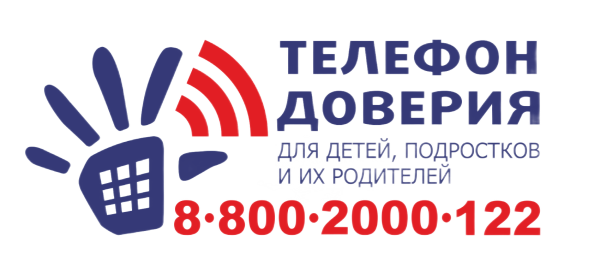 ТЕЛЕФОН
ДОВЕРИЯ
ДЛЯ ДЕТЕЙ, ПОДРОСТКОВ
И ИХ РОДИТЕЛЕЙ
8·800·2000·122